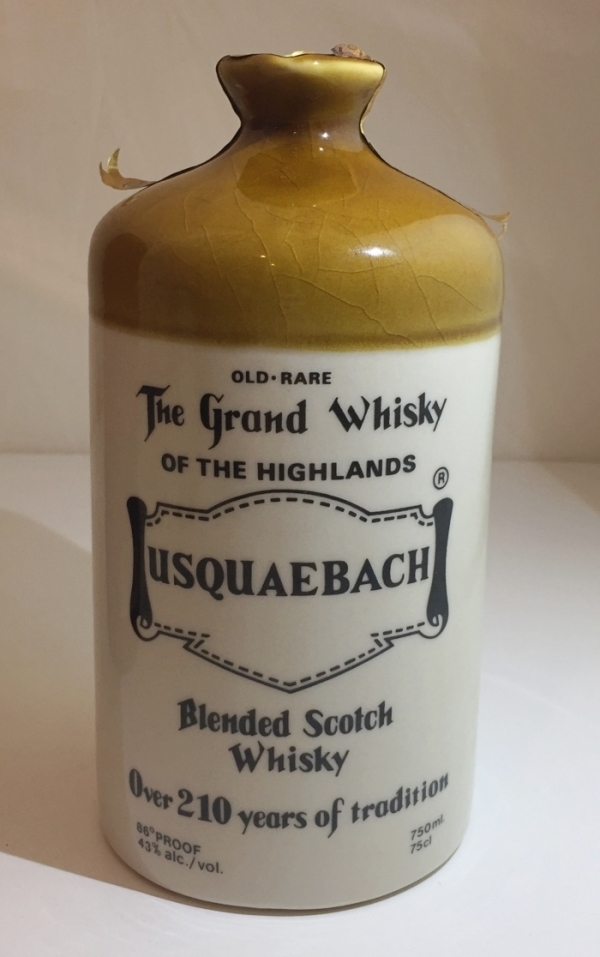 OLD·RARE
The Grand Whisky
OF THE HIGHLANDS
®
USQUAEBACH
Blended Scotch
Whisky
Over 210 years of tradition
86° PROOF
43% alc./vol.
750ml.
75cl